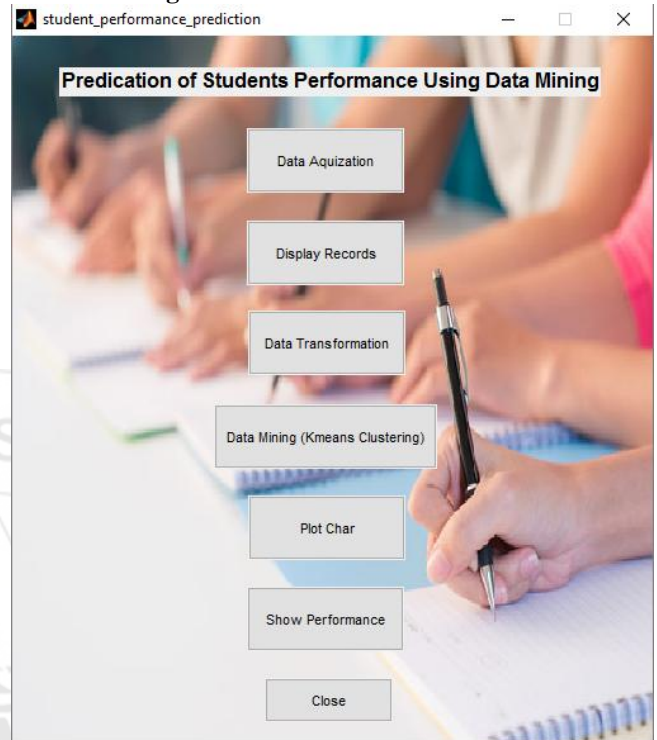 student_performance_prediction
Predication of Students Performance Using Data Mining
Data Aquization
Display Records
Data Transformation
Data Mining (Kmeans Clustering)
Plot Char
Show Performance
Close